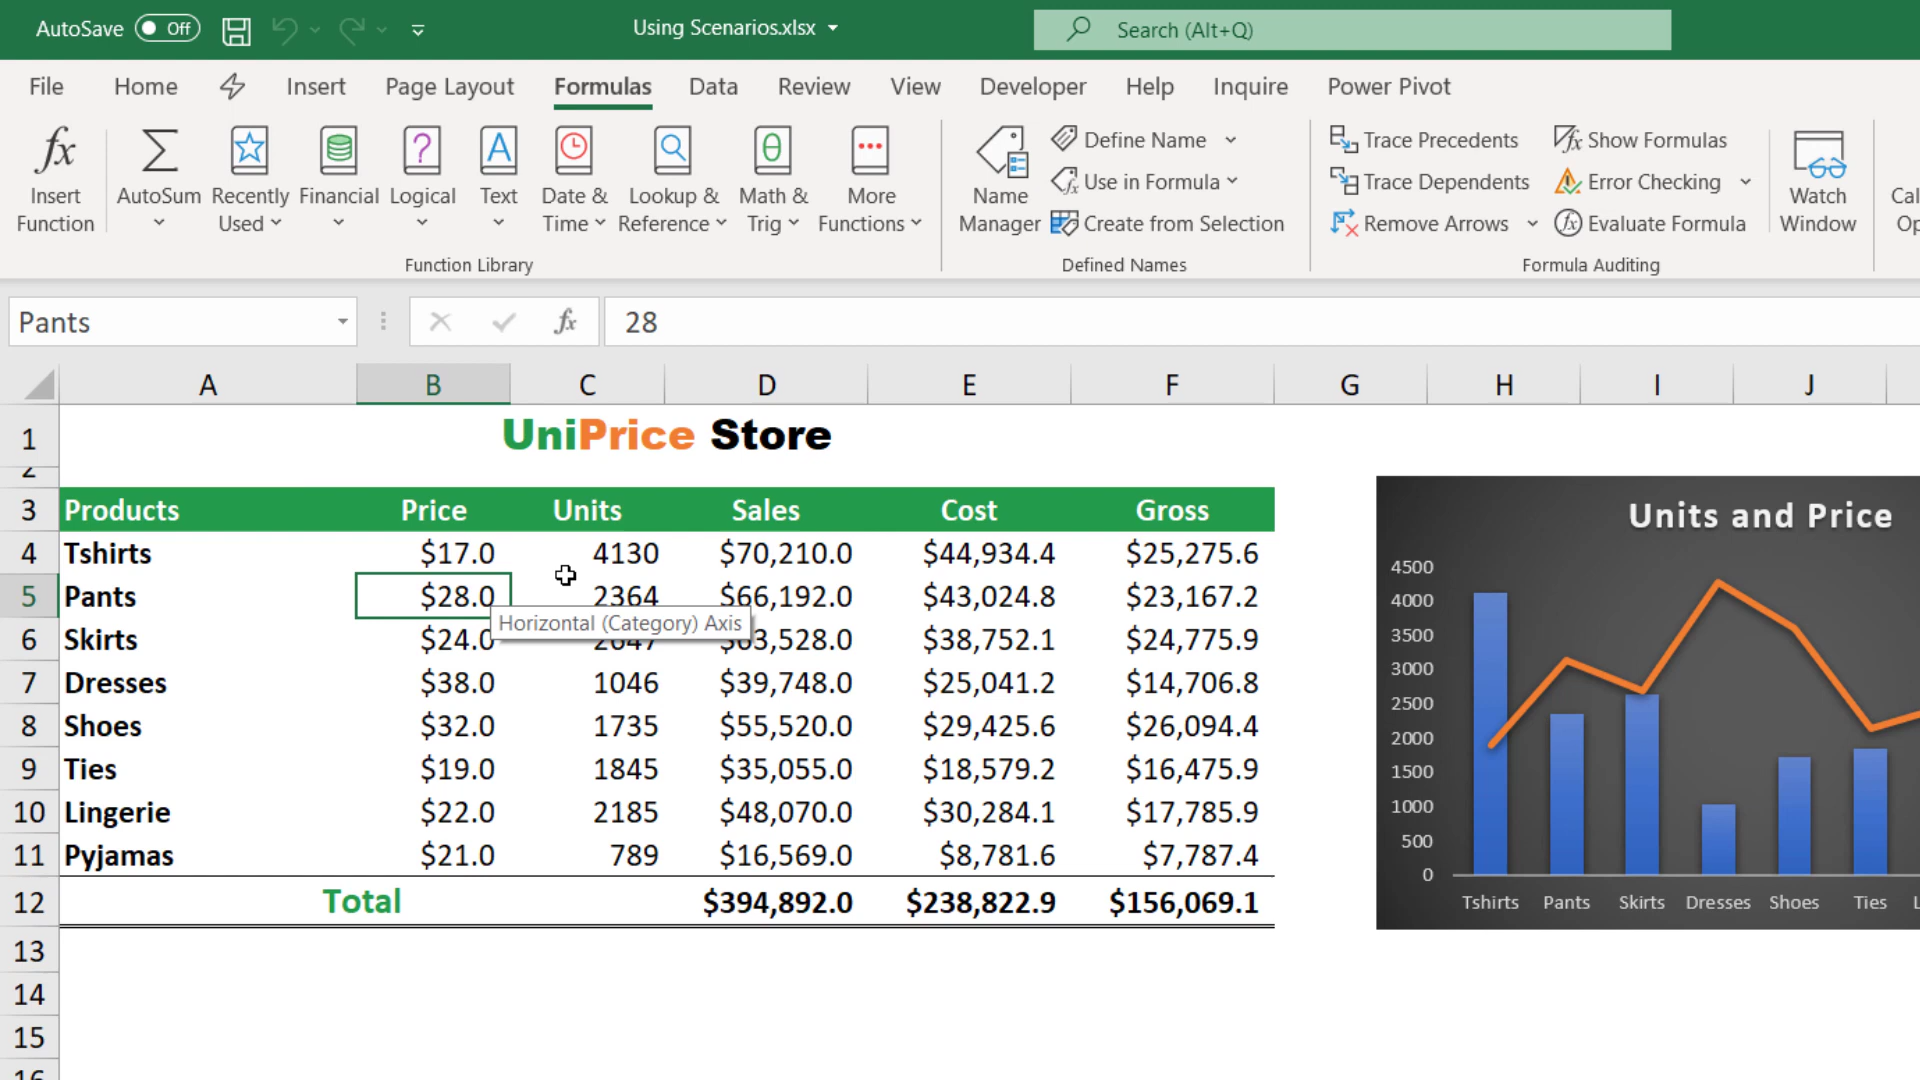 AutoSave Off Using Scenarios.xlsx Search (Alt+Q)
File Home Insert Page Layout Formulas Data Review View Developer Help Inquire Power Pivot
Insert Function
AutoSum
Recently Used
Financial
Logical
Text
Date & Time
Lookup & Reference
Math & Trig
More Functions
Function Library
Name Manager
Define Name
Use in Formula
Create from Selection
Defined Names
Trace Precedents
Trace Dependents
Remove Arrows
Show Formulas
Error Checking
Evaluate Formula
Formula Auditing
Watch Window
Pants fx 28
A B C D E F G H I J
1 UniPrice Store
2
3 Products Price Units Sales Cost Gross
4 Tshirts $17.0 4130 $70,210.0 $44,934.4 $25,275.6
5 Pants $28.0 2364 $66,192.0 $43,024.8 $23,167.2
Horizontal (Category) Axis
6 Skirts $24.0 2647 $63,528.0 $38,752.1 $24,775.9
7 Dresses $38.0 1046 $39,748.0 $25,041.2 $14,706.8
8 Shoes $32.0 1735 $55,520.0 $29,425.6 $26,094.4
9 Ties $19.0 1845 $35,055.0 $18,579.2 $16,475.9
10 Lingerie $22.0 2185 $48,070.0 $30,284.1 $17,785.9
11 Pyjamas $21.0 789 $16,569.0 $8,781.6 $7,787.4
12 Total $394,892.0 $238,822.9 $156,069.1
13
14
15
16
Units and Price
4500
4000
3500
3000
2500
2000
1500
1000
500
0
Tshirts Pants Skirts Dresses Shoes Ties